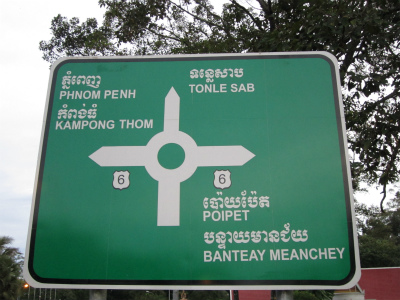 ភ្នំពេញ
PHNOM PENH
កំពង់ធំ
KAMPONG THOM
ទន្លេសាប
TONLE SAB
6
6
ប៉ោយប៉ែត
POIPET
បន្ទាយមានជ័យ
BANTEAY MEANCHEY